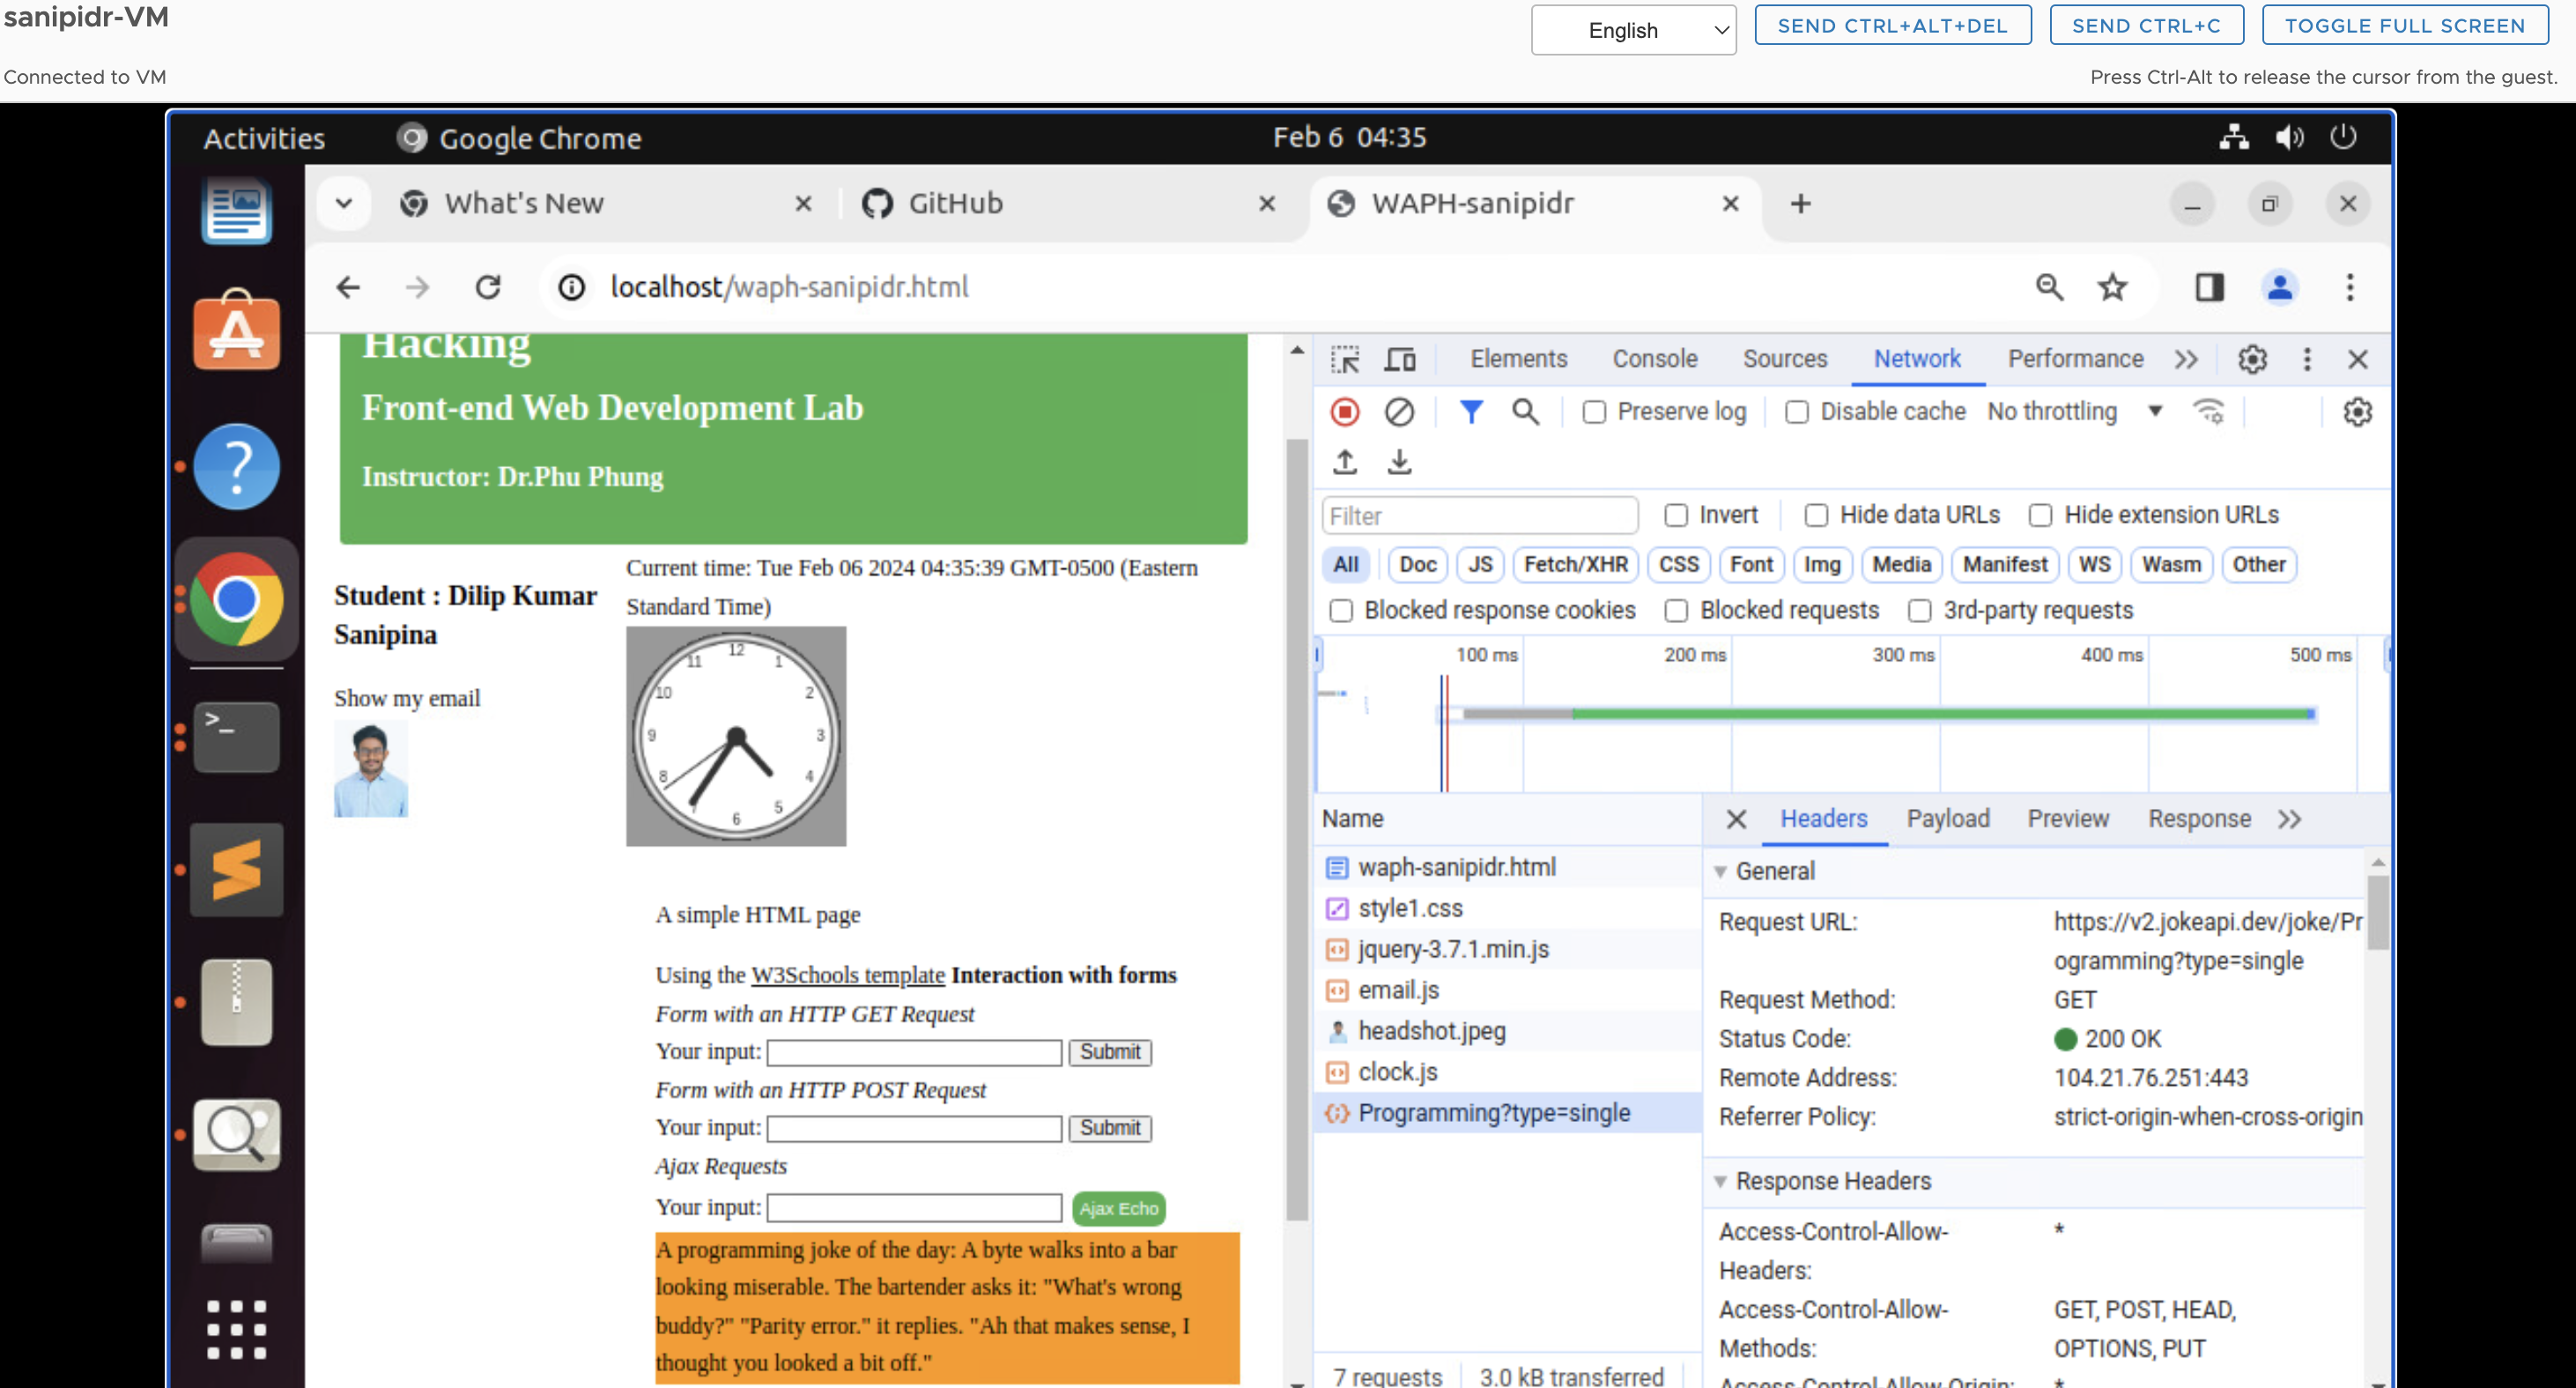 sanipidr-VM
English
SEND CTRL+ALT+DEL
SEND CTRL+C
TOGGLE FULL SCREEN
Connected to VM
Press Ctrl-Alt to release the cursor from the guest.
Activities
Google Chrome
Feb 6 04:35
What's New
GitHub
WAPH-sanipidr
localhost/waph-sanipidr.html
Hacking
Front-end Web Development Lab
Instructor: Dr.Phu Phung
Student : Dilip Kumar
Sanipina
Show my email
Current time: Tue Feb 06 2024 04:35:39 GMT-0500 (Eastern
Standard Time)
12
1
2
3
4
5
6
8
9
10
11
A simple HTML page
Using the W3Schools template Interaction with forms
Form with an HTTP GET Request
Your input: Submit
Form with an HTTP POST Request
Your input: Submit
Ajax Requests
Your input: Ajax Echo
A programming joke of the day: A byte walks into a bar
looking miserable. The bartender asks it: "What's wrong
buddy?" "Parity error." it replies. "Ah that makes sense, I
thought you looked a bit off."
Elements
Console
Sources
Network
Performance
Preserve log
Disable cache
No throttling
Filter
Invert
Hide data URLs
Hide extension URLs
All
Doc
JS
Fetch/XHR
CSS
Font
Img
Media
Manifest
WS
Wasm
Other
Blocked response cookies
Blocked requests
3rd-party requests
100 ms
200 ms
300 ms
400 ms
500 ms
Name
waph-sanipidr.html
style1.css
jquery-3.7.1.min.js
email.js
headshot.jpeg
clock.js
Programming?type=single
7 requests
3.0 kB transferred
Headers
Payload
Preview
Response
General
Request URL: https://v2.jokeapi.dev/joke/Pr
ogramming?type=single
Request Method: GET
Status Code: 200 OK
Remote Address: 104.21.76.251:443
Referrer Policy: strict-origin-when-cross-origin
Response Headers
Access-Control-Allow- *
Headers:
Access-Control-Allow- GET, POST, HEAD,
Methods: OPTIONS, PUT
Access-Control-Allow-Origin: *